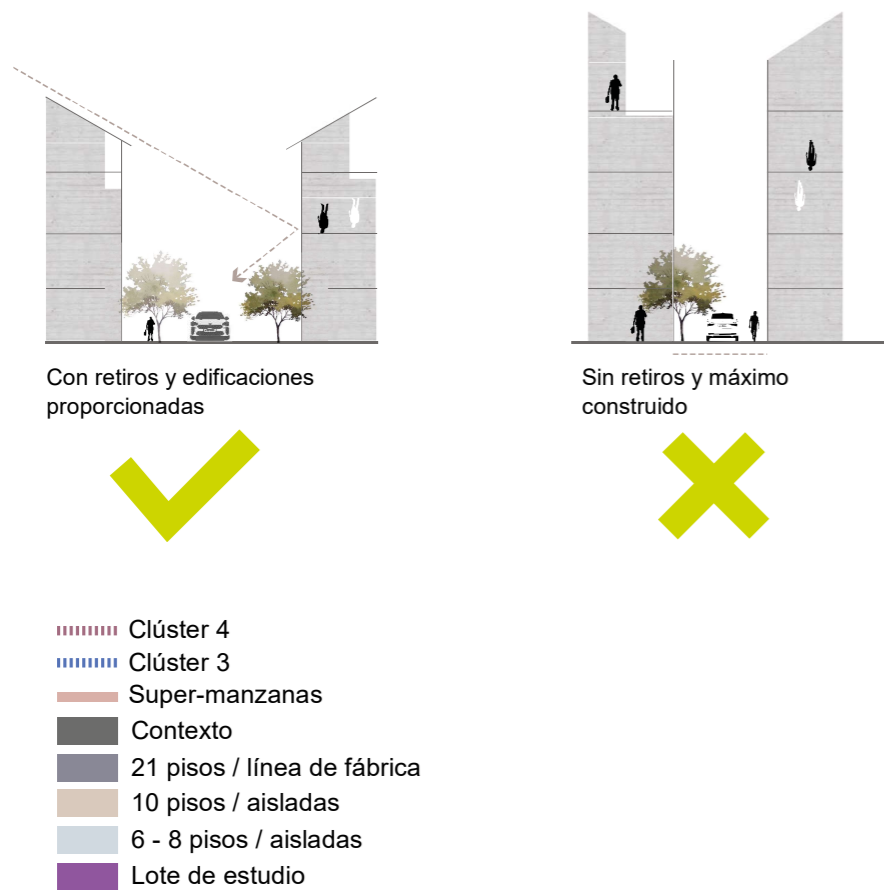 Con retiros y edificaciones
proporcionadas
Sin retiros y máximo
construido
Clúster 4
Clúster 3
Super-manzanas
Contexto
21 pisos / línea de fábrica
10 pisos / aisladas
6 - 8 pisos / aisladas
Lote de estudio